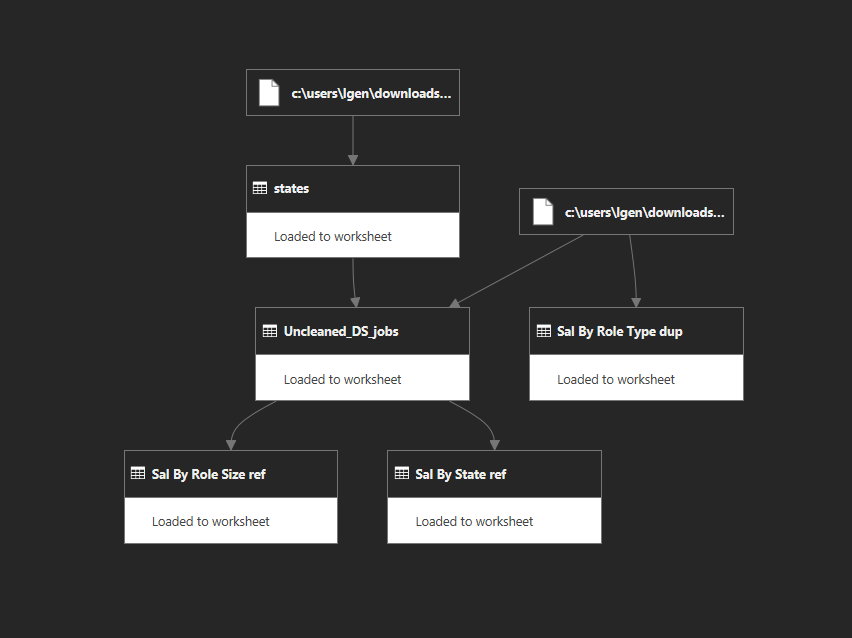 c:\users\lgen\downloads...
states
Loaded to worksheet
c:\users\lgen\downloads...
Uncleaned_DS_jobs
Loaded to worksheet
Sal By Role Type dup
Loaded to worksheet
Sal By Role Size ref
Loaded to worksheet
Sal By State ref
Loaded to worksheet